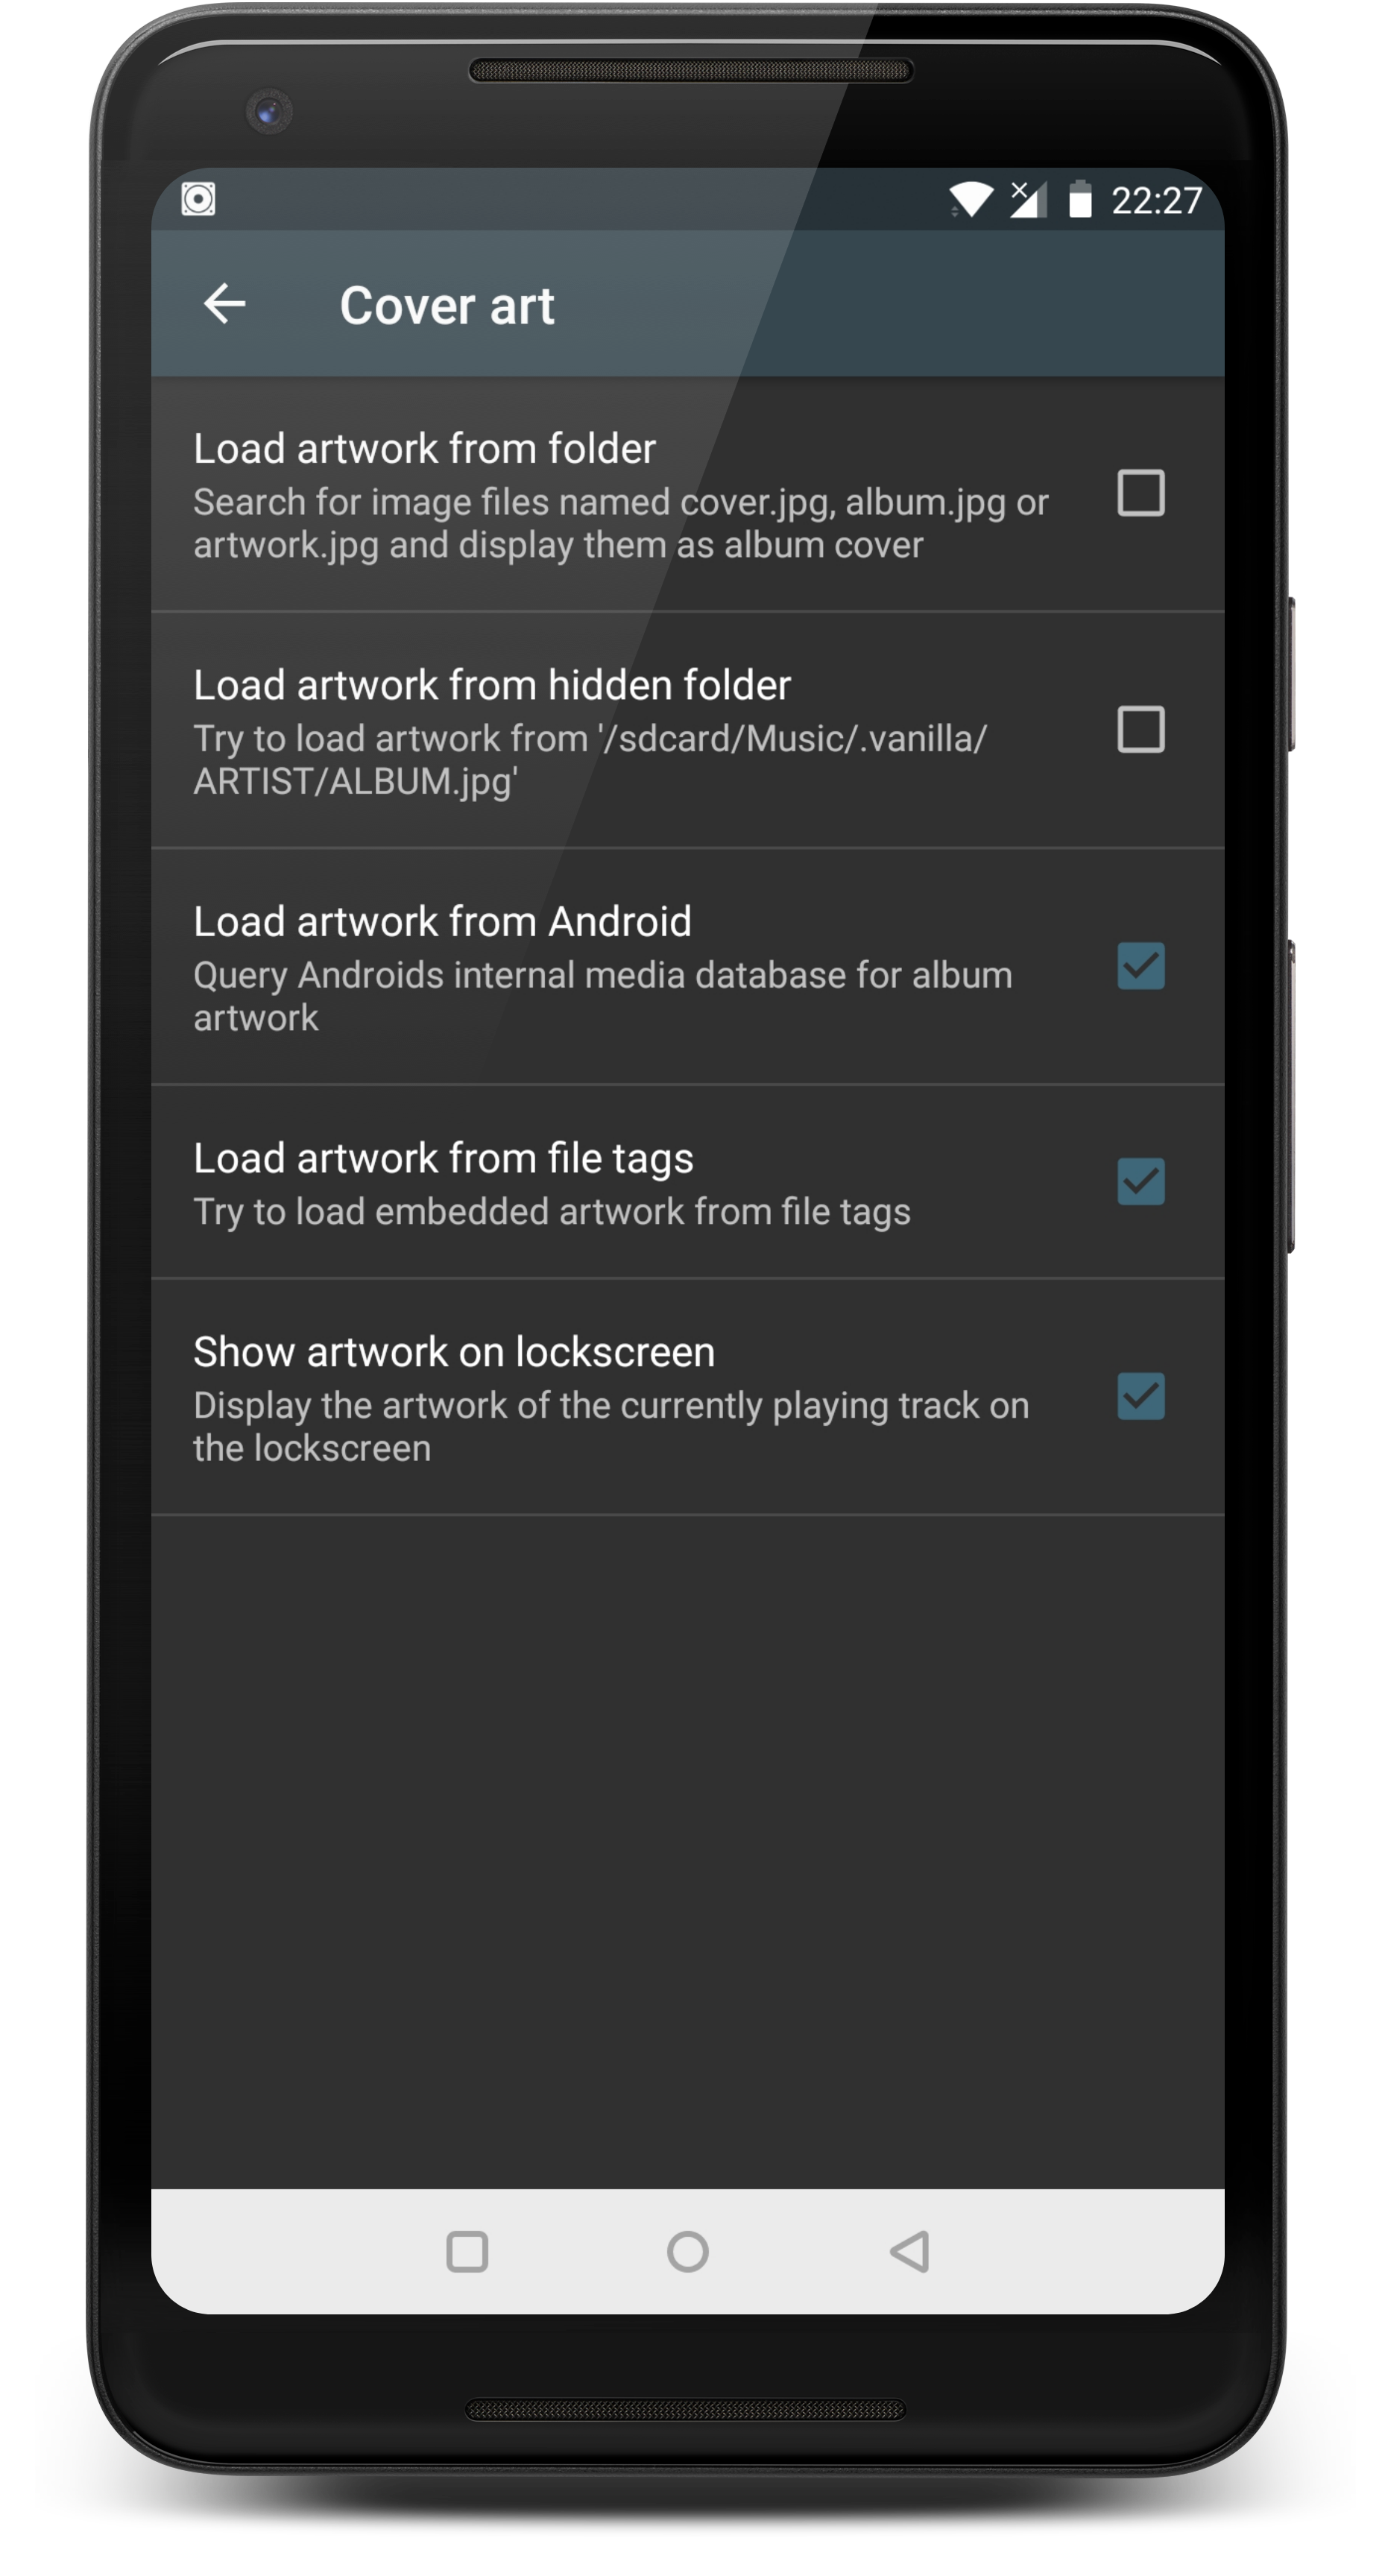 22:27
Cover art
Load artwork from folder
Search for image files named cover.jpg, album.jpg or
artwork.jpg and display them as album cover
Load artwork from hidden folder
Try to load artwork from '/sdcard/Music/.vanilla/
ARTIST/ALBUM.jpg'
Load artwork from Android
Query Androids internal media database for album
artwork
Load artwork from file tags
Try to load embedded artwork from file tags
Show artwork on lockscreen
Display the artwork of the currently playing track on
the lockscreen